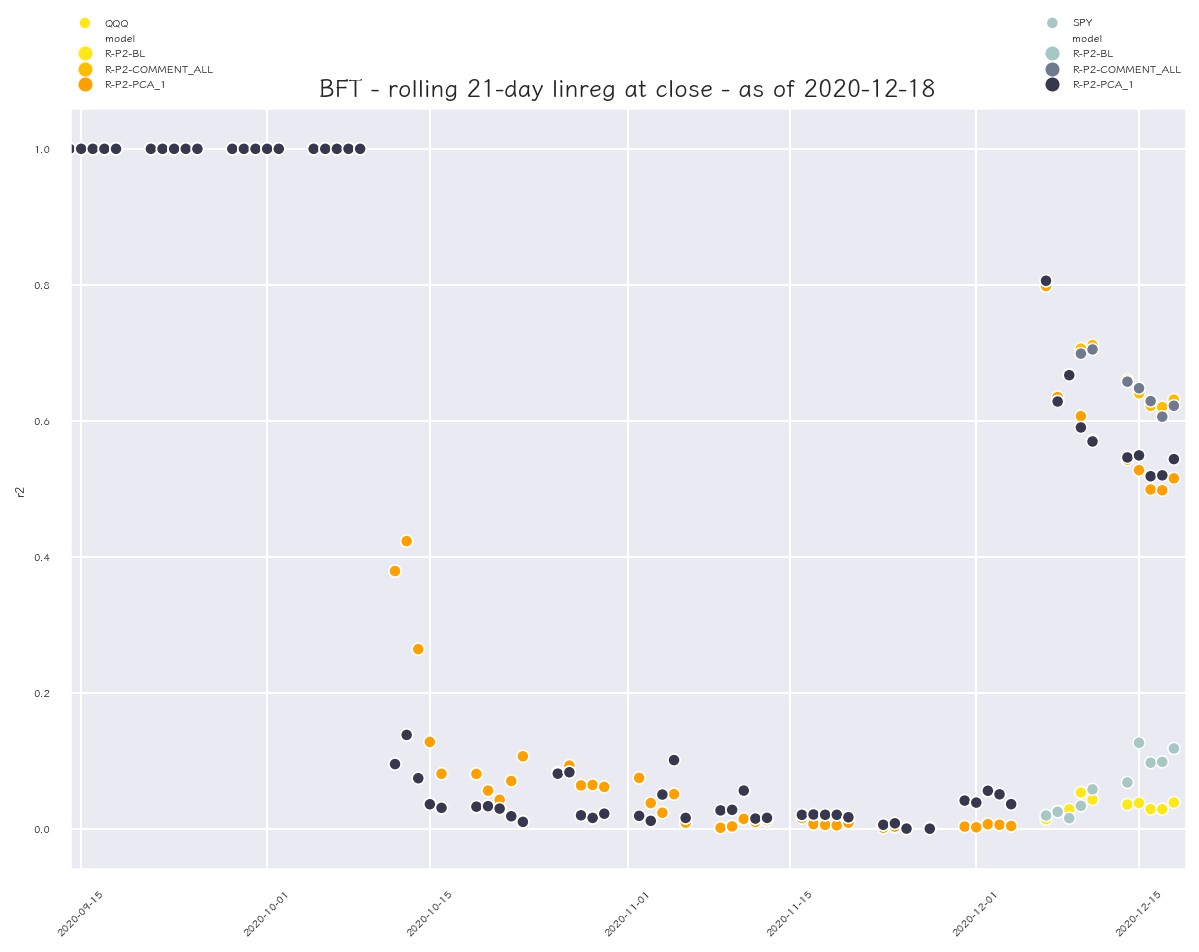 QQQ
model
R-P2-BL
R-P2-COMMENT_ALL
R-P2-PCA_1
SPY
model
R-P2-BL
R-P2-COMMENT_ALL
R-P2-PCA_1
BFT - rolling 21-day linreg at close - as of 2020-12-18
1.0
0.8
0.6
0.4
0.2
0.0
r2
2020-09-15
2020-10-01
2020-10-15
2020-11-01
2020-11-15
2020-12-01
2020-12-15